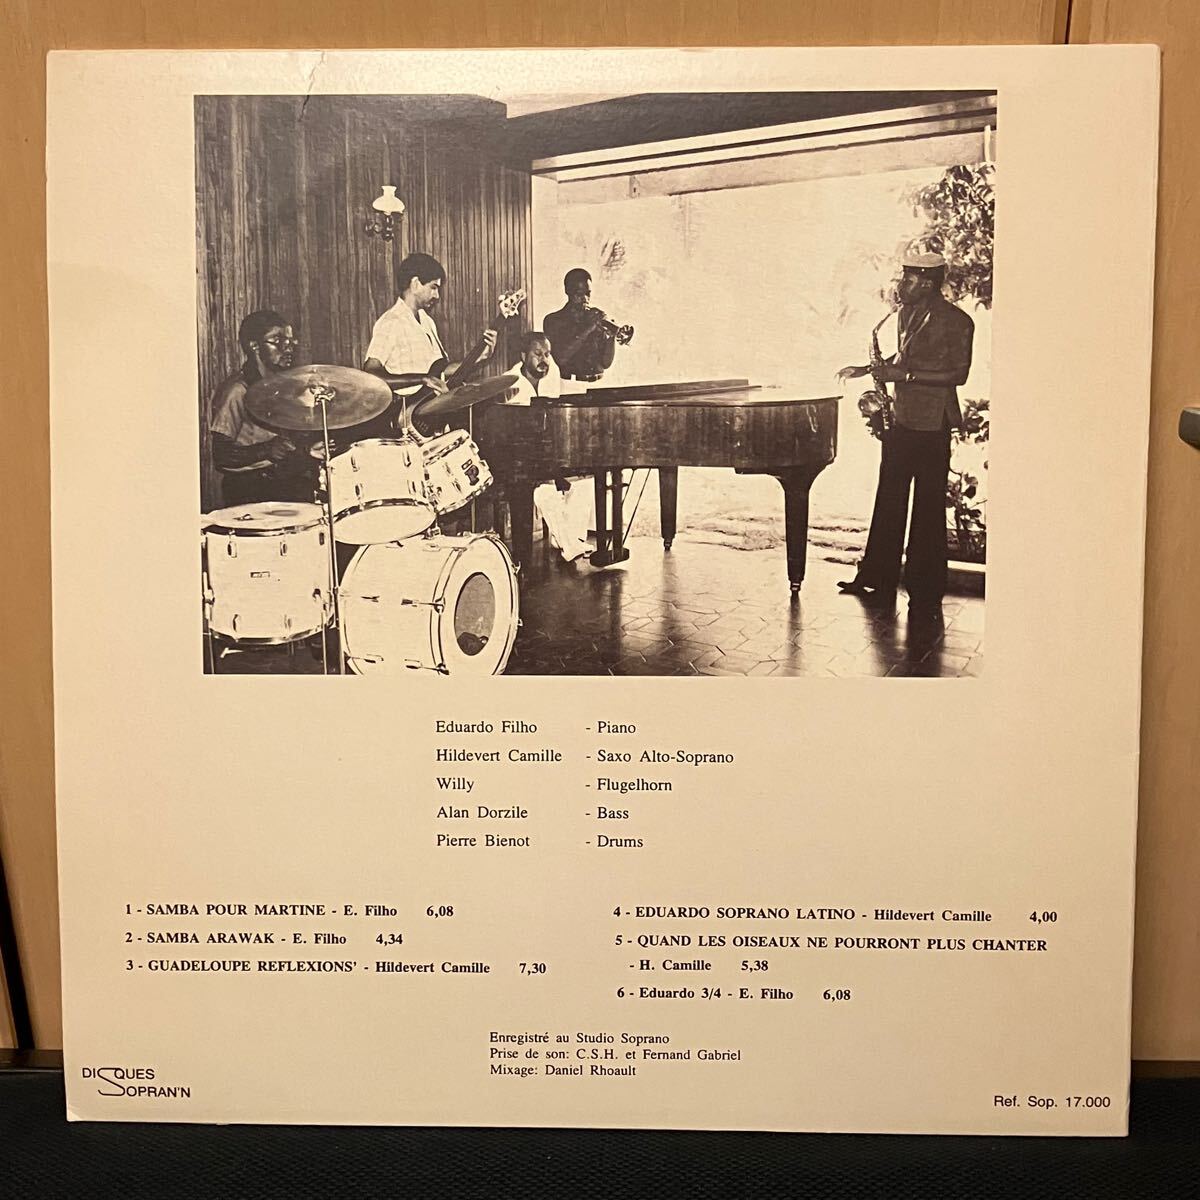 Eduardo Filho - Piano
Hildevert Camille - Saxo Alto-Soprano
Willy - Flugelhorn
Alan Dorzile - Bass
Pierre Bienot - Drums
1 - SAMBA POUR MARTINE - E. Filho 6,08
2 - SAMBA ARAWAK - E. Filho 4,34
3 - GUADELOUPE REFLEXIONS' - Hildevert Camille 7,30
4 - EDUARDO SOPRANO LATINO - Hildevert Camille 4,00
5 - QUAND LES OISEAUX NE POURRONT PLUS CHANTER
- H. Camille 5,38
6 - Eduardo 3/4 - E. Filho 6,08
Enregistré au Studio Soprano
Prise de son: C.S.H. et Fernand Gabriel
Mixage: Daniel Rhoault
DISQUES
SOPRAN'N
Ref. Sop. 17.000